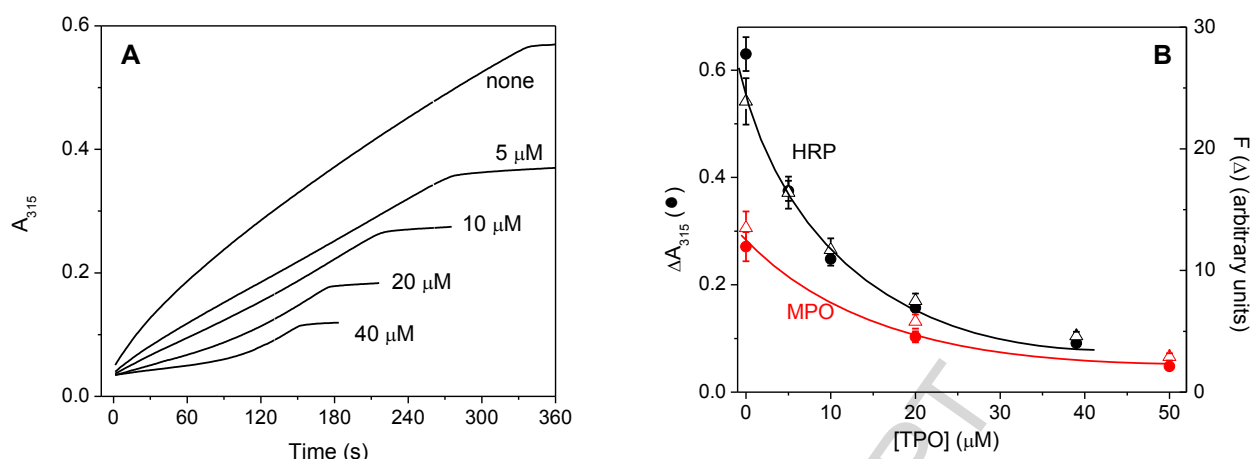 A
0.6
0.4
0.2
0.0
A315
none
5 μM
10 μM
20 μM
40 μM
0 60 120 180 240 300 360
Time (s)
B
0.6
0.4
0.2
0.0
ΔA315 (●)
HRP
MPO
30
20
10
0
F (Δ) (arbitrary units)
0 10 20 30 40 50
[TPO] (μM)
PT